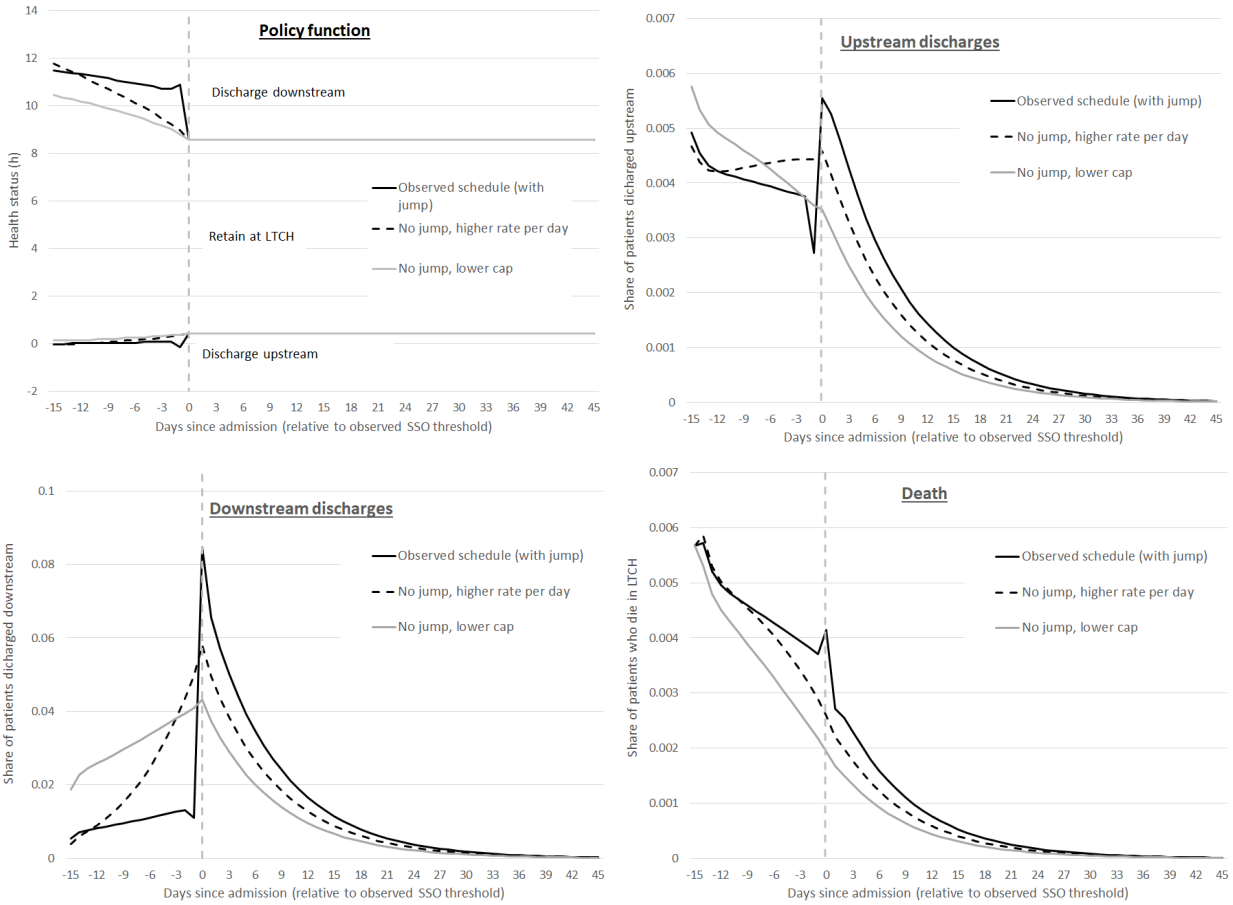 Policy function
14
12
10
8
6
4
2
0
-2
Health status (h)
Discharge downstream
Observed schedule (with
jump)
No jump, higher rate per day
No jump, lower cap
Retain at LTCH
Discharge upstream
-15 -12 -9 -6 -3 0 3 6 9 12 15 18 21 24 27 30 33 36 39 42 45
Days since admission (relative to observed SSO threshold)
Upstream discharges
0.007
0.006
0.005
0.004
0.003
0.002
0.001
0
Share of patients dicharged upstream
Observed schedule (with jump)
No jump, higher rate per day
No jump, lower cap
-15 -12 -9 -6 -3 0 3 6 9 12 15 18 21 24 27 30 33 36 39 42 45
Days since admission (relative to observed SSO threshold)
Downstream discharges
0.1
0.08
0.06
0.04
0.02
0
Share of patients dicharged downstream
Observed schedule (with jump)
No jump, higher rate per day
No jump, lower cap
-15 -12 -9 -6 -3 0 3 6 9 12 15 18 21 24 27 30 33 36 39 42 45
Days since admission (relative to observed SSO threshold)
Death
0.007
0.006
0.005
0.004
0.003
0.002
0.001
0
Share of patients who die in LTCH
Observed schedule (with jump)
No jump, higher rate per day
No jump, lower cap
-15 -12 -9 -6 -3 0 3 6 9 12 15 18 21 24 27 30 33 36 39 42 45
Days since admission (relative to observed SSO threshold)